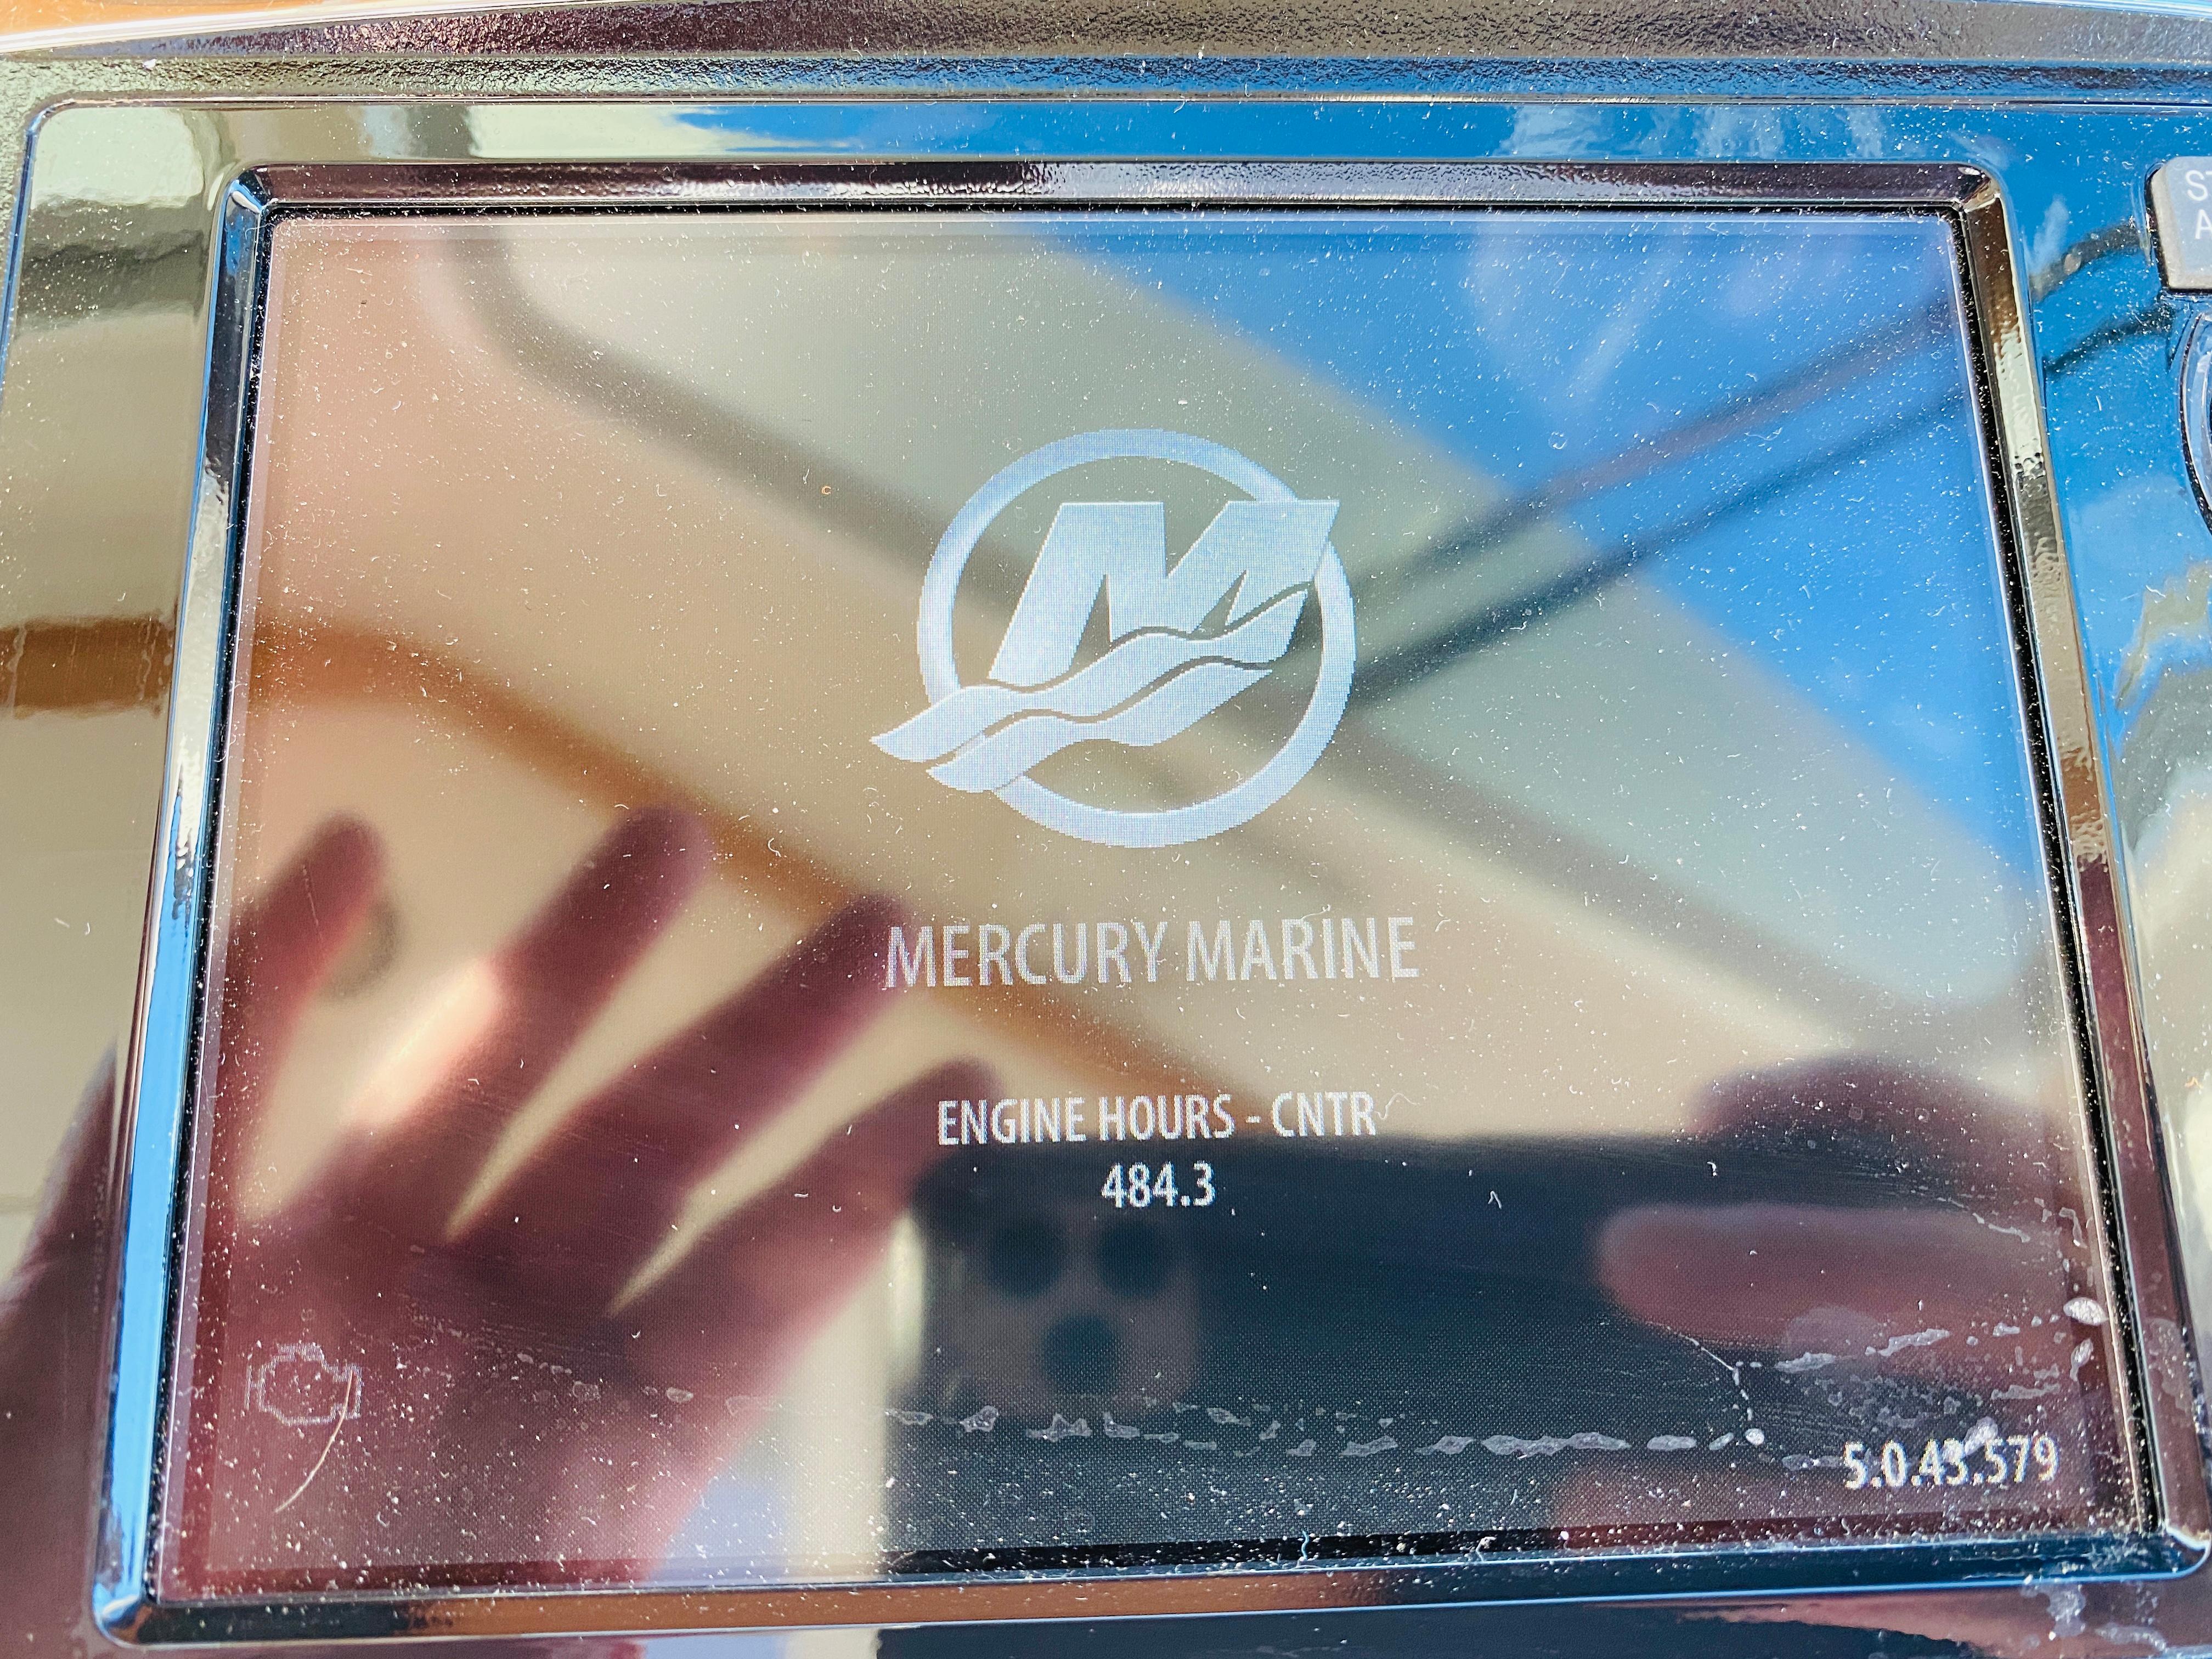 MERCURY MARINE
ENGINE HOURS - CNTR
484.3
5.0.43.579